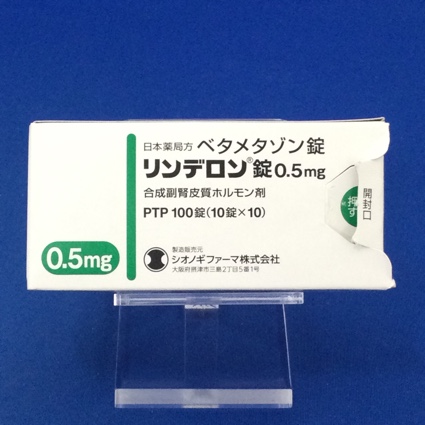 日本薬局方 ベタメタゾン錠
リンデロン®錠0.5mg
合成副腎皮質ホルモン剤
PTP 100錠(10錠×10)
製造販売元
シオノギファーマ株式会社
大阪府摂津市三島2丁目5番1号
0.5mg
開封口
押す